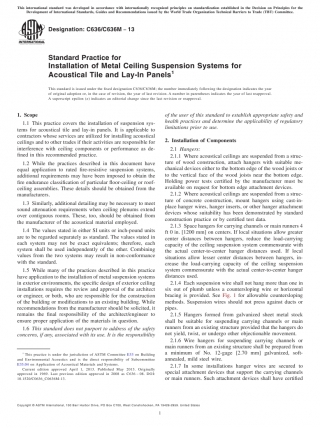 This international standard was developed in accordance with internationally recognized principles on standardization established in the Decision on Principles for the
Development of International Standards, Guides and Recommendations issued by the World Trade Organization Technical Barriers to Trade (TBT) Committee.
Designation: C636/C636M − 13
Standard Practice for
Installation of Metal Ceiling Suspension Systems for
Acoustical Tile and Lay-In Panels1
This standard is issued under the fixed designation C636/C636M; the number immediately following the designation indicates the year
of original adoption or, in the case of revision, the year of last revision. A number in parentheses indicates the year of last reapproval.
A superscript epsilon (ε) indicates an editorial change since the last revision or reapproval.
1. Scope
1.1 This practice covers the installation of suspension sys-
tems for acoustical tile and lay-in panels. It is applicable to
contractors whose services are utilized for installing acoustical
ceilings and to other trades if their activities are responsible for
interference with ceiling components or performance as de-
fined in this recommended practice.
1.2 While the practices described in this document have
equal application to rated fire-resistive suspension systems,
additional requirements may have been imposed to obtain the
fire endurance classification of particular floor-ceiling or roof-
ceiling assemblies. These details should be obtained from the
manufacturers.
1.3 Similarly, additional detailing may be necessary to meet
sound attenuation requirements when ceiling plenums extend
over contiguous rooms. These, too, should be obtained from
the manufacturer of the acoustical material employed.
1.4 The values stated in either SI units or inch-pound units
are to be regarded separately as standard. The values stated in
each system may not be exact equivalents; therefore, each
system shall be used independently of the other. Combining
values from the two systems may result in non-conformance
with the standard.
1.5 While many of the practices described in this practice
have application to the installation of metal suspension systems
in exterior environments, the specific design of exterior ceiling
installations requires the review and approval of the architect
or engineer, or both, who are responsible for the construction
of the building or modifications to an existing building. While
recommendations from the manufacturer should be solicited, it
remains the final responsibility of the architect/engineer to
ensure proper application of the materials in question.
1.6 This standard does not purport to address all of the safety
concerns, if any, associated with its use. It is the responsibility
1 This practice is under the jurisdiction of ASTM Committee E33 on Building
and Environmental Acoustics and is the direct responsibility of Subcommittee
E33.04 on Application of Acoustical Materials and Systems.
Current edition approved April 1, 2013. Published May 2013. Originally
approved in 1969. Last previous edition approved in 2008 as C636 – 08. DOI:
10.1520/C0636_C0636M-13.
of the user of this standard to establish appropriate safety and
health practices and determine the applicability of regulatory
limitations prior to use.
2. Installation of Components
2.1 Hangers:
2.1.1 Where acoustical ceilings are suspended from a struc-
ture of wood construction, attach hangers with suitable me-
chanical devices either to the bottom edge of the wood joists or
to the vertical face of the wood joists near the bottom edge.
Holding power tests certified by the manufacturer must be
available on request for bottom edge attachment devices.
2.1.2 Where acoustical ceilings are suspended from a struc-
ture of concrete construction, mount hangers using cast-in-
place hanger wires, hanger inserts, or other hanger attachment
devices whose suitability has been demonstrated by standard
construction practice or by certified test data.
2.1.3 Space hangers for carrying channels or main runners 4
ft 0 in. [1200 mm] on centers. If local situations allow greater
center distances between hangers, reduce the load-carrying
capacity of the ceiling suspension system commensurate with
the actual center-to-center hanger distances used. If local
situations allow lesser center distances between hangers, in-
crease the load-carrying capacity of the ceiling suspension
system commensurate with the actual center-to-center hanger
distances used.
2.1.4 Each suspension wire shall not hang more than one in
six out of plumb unless a countersloping wire or horizontal
bracing is provided. See Fig. 1 for allowable countersloping
methods. Suspension wires should not press against ducts or
pipes.
2.1.5 Hangers formed from galvanized sheet metal stock
shall be suitable for suspending carrying channels or main
runners from an existing structure provided that the hangers do
not yield, twist, or undergo other objectionable movement.
2.1.6 Wire hangers for suspending carrying channels or
main runners from an existing structure shall be prepared from
a minimum of No. 12-gage [2.70 mm] galvanized, soft-
annealed, mild steel wire.
2.1.7 In some installations hanger wires are secured to
special attachment devices that support the carrying channels
or main runners. Such attachment devices shall have certified
Copyright © ASTM International, 100 Barr Harbor Drive, PO Box C700, West Conshohocken, PA 19428-2959. United States
1